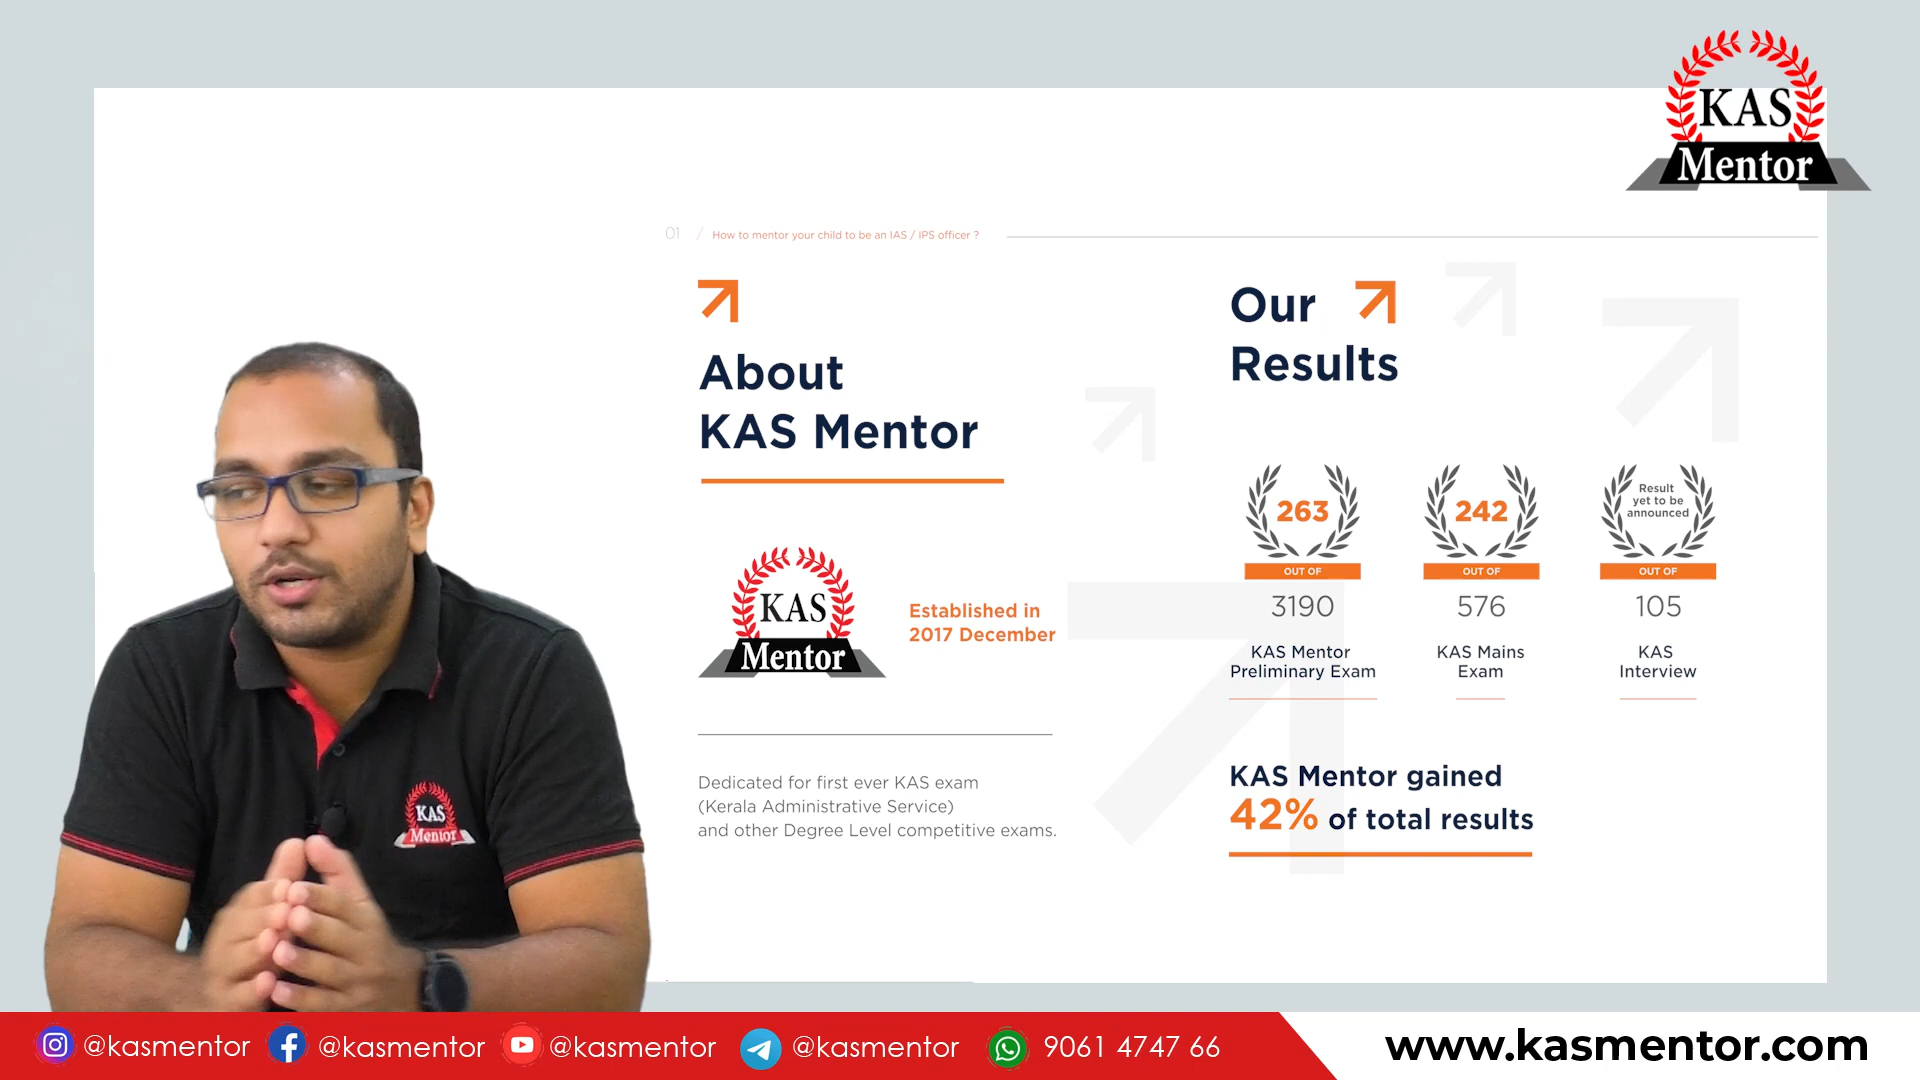 KAS
Mentor
01 / How to mentor your child to be an IAS / IPS officer ?
About
KAS Mentor
KAS
Mentor
Established in
2017 December
Dedicated for first ever KAS exam
(Kerala Administrative Service)
and other Degree Level competitive exams.
Our
Results
263
OUT OF
3190
KAS Mentor
Preliminary Exam
242
OUT OF
576
KAS Mains
Exam
Result
yet to be
announced
OUT OF
105
KAS
Interview
KAS Mentor gained
42% of total results
KAS
Mentor
@kasmentor @kasmentor @kasmentor @kasmentor 9061 4747 66
www.kasmentor.com